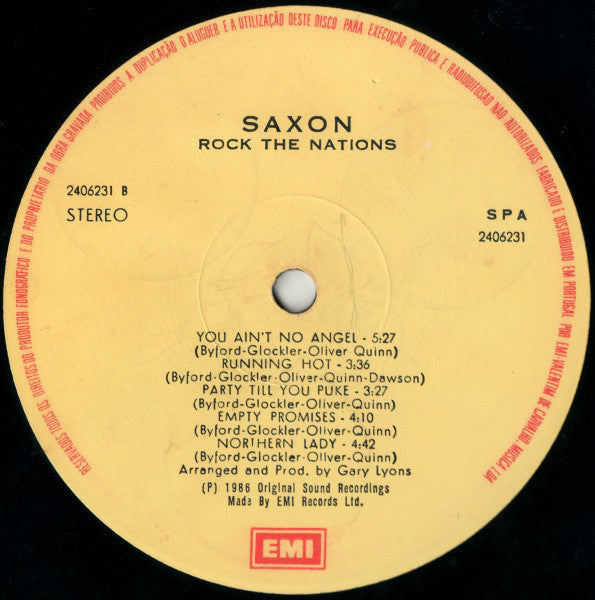 RESERVADOS TODOS OS DIREITOS DO PRODUTOR FONOGRAFICO E DO PROPRIETARIO DA OBRA GRAVADA PROIBIDOS A DUPLICAÇÃO O ALUGUER E A UTILIZAÇÃO DESTE DISCO PARA EXECUÇÃO PUBLICA E RADIODIFUSÃO NÃO AUTORIZADOS FABRICADO E DISTRIBUIDO EM PORTUGAL POR EMI-VALENTIM DE CARVALHO MUSICA LDA
SAXON
ROCK THE NATIONS
2406231 B
STEREO
SPA
2406231
YOU AIN'T NO ANGEL - 5:27
(Byford-Glockler-Oliver Quinn)
RUNNING HOT - 3:36
(Byford-Glockler-Oliver-Quinn-Dawson)
PARTY TILL YOU PUKE - 3:27
(Byford-Glockler-Oliver-Quinn)
EMPTY PROMISES - 4:10
(Byford-Glockler-Oliver-Quinn)
NORTHERN LADY - 4:42
(Byford-Glockler-Oliver-Quinn)
Arranged and Prod. by Gary Lyons
(P) 1986 Original Sound Recordings
Made By EMI Records Ltd.
EMI